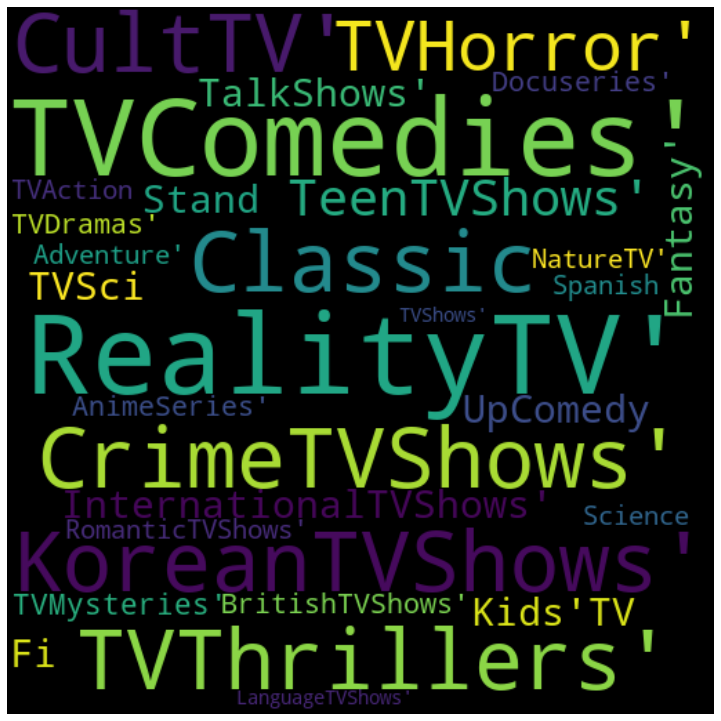 CultTV' TVHorror'
TalkShows' Docuseries'
TVComedies'
TVAction Stand TeenTVShows' Fantasy'
TVDramas'
Adventure' Classic NatureTV'
TVSci Spanish
RealityTV' TVShows'
AnimeSeries' UpComedy
CrimeTVShows'
InternationalTVShows' Science
RomanticTVShows'
KoreanTVShows'
TVMysteries' BritishTVShows' Kids'TV
Fi TVThrillers'
LanguageTVShows'